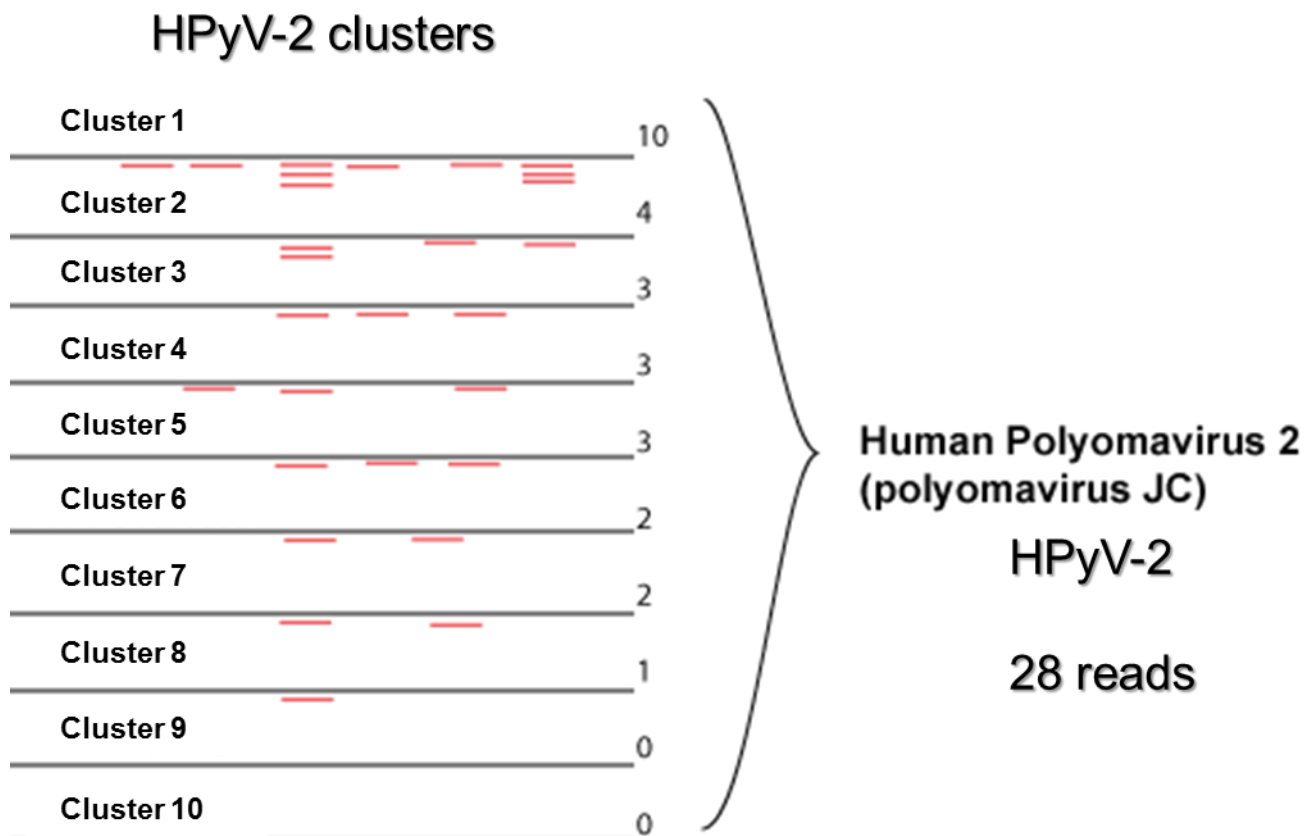 HPyV-2 clusters
Cluster 1
10
Cluster 2
4
Cluster 3
3
Cluster 4
3
Cluster 5
3
Cluster 6
2
Cluster 7
2
Cluster 8
1
Cluster 9
0
Cluster 10
0
Human Polyomavirus 2
(polyomavirus JC)
HPyV-2
28 reads